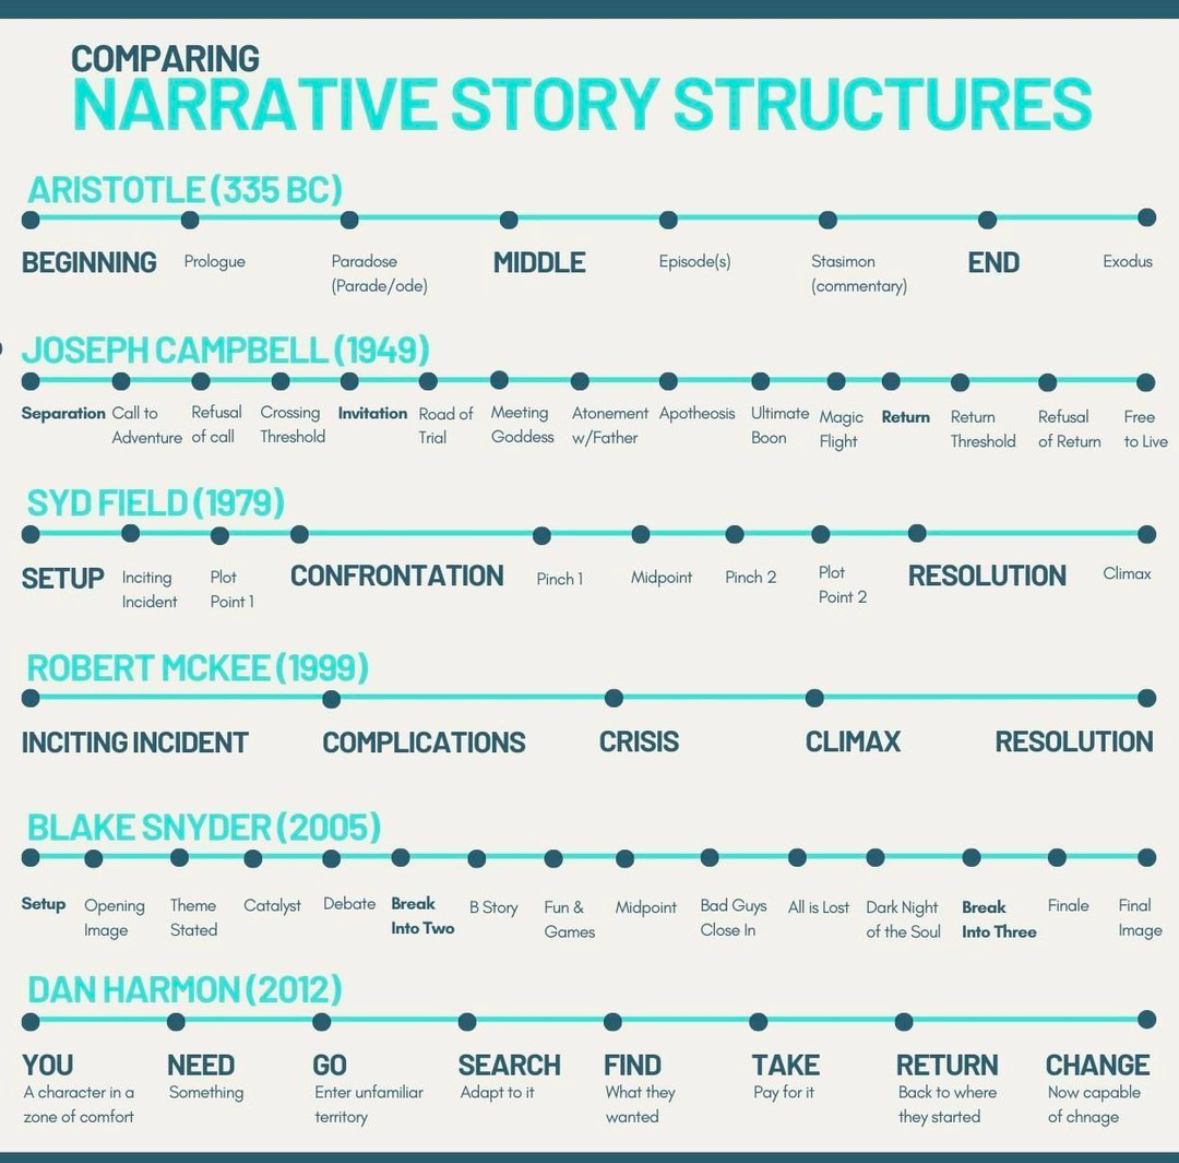 COMPARING
NARRATIVE STORY STRUCTURES
ARISTOTLE (335 BC)
BEGINNING Prologue Paradose MIDDLE Episode(s) Stasimon END Exodus
(Parade/ode) (commentary)
JOSEPH CAMPBELL (1949)
Separation Call to Refusal Crossing Invitation Road of Meeting Atonement Apotheosis Ultimate Magic Return Return Refusal Free
Adventure of call Threshold Trial Goddess w/Father Boon Flight Threshold of Return to Live
SYD FIELD (1979)
SETUP Inciting Plot CONFRONTATION Pinch 1 Midpoint Pinch 2 Plot RESOLUTION Climax
Incident Point 1 Point 2
ROBERT MCKEE (1999)
INCITING INCIDENT COMPLICATIONS CRISIS CLIMAX RESOLUTION
BLAKE SNYDER (2005)
Setup Opening Theme Catalyst Debate Break B Story Fun & Midpoint Bad Guys All is Lost Dark Night Break Finale Final
Image Stated Into Two Games Close In of the Soul Into Three Image
DAN HARMON (2012)
YOU NEED GO SEARCH FIND TAKE RETURN CHANGE
A character in a Something Enter unfamiliar Adapt to it What they Pay for it Back to where Now capable
zone of comfort territory wanted they started of chnage